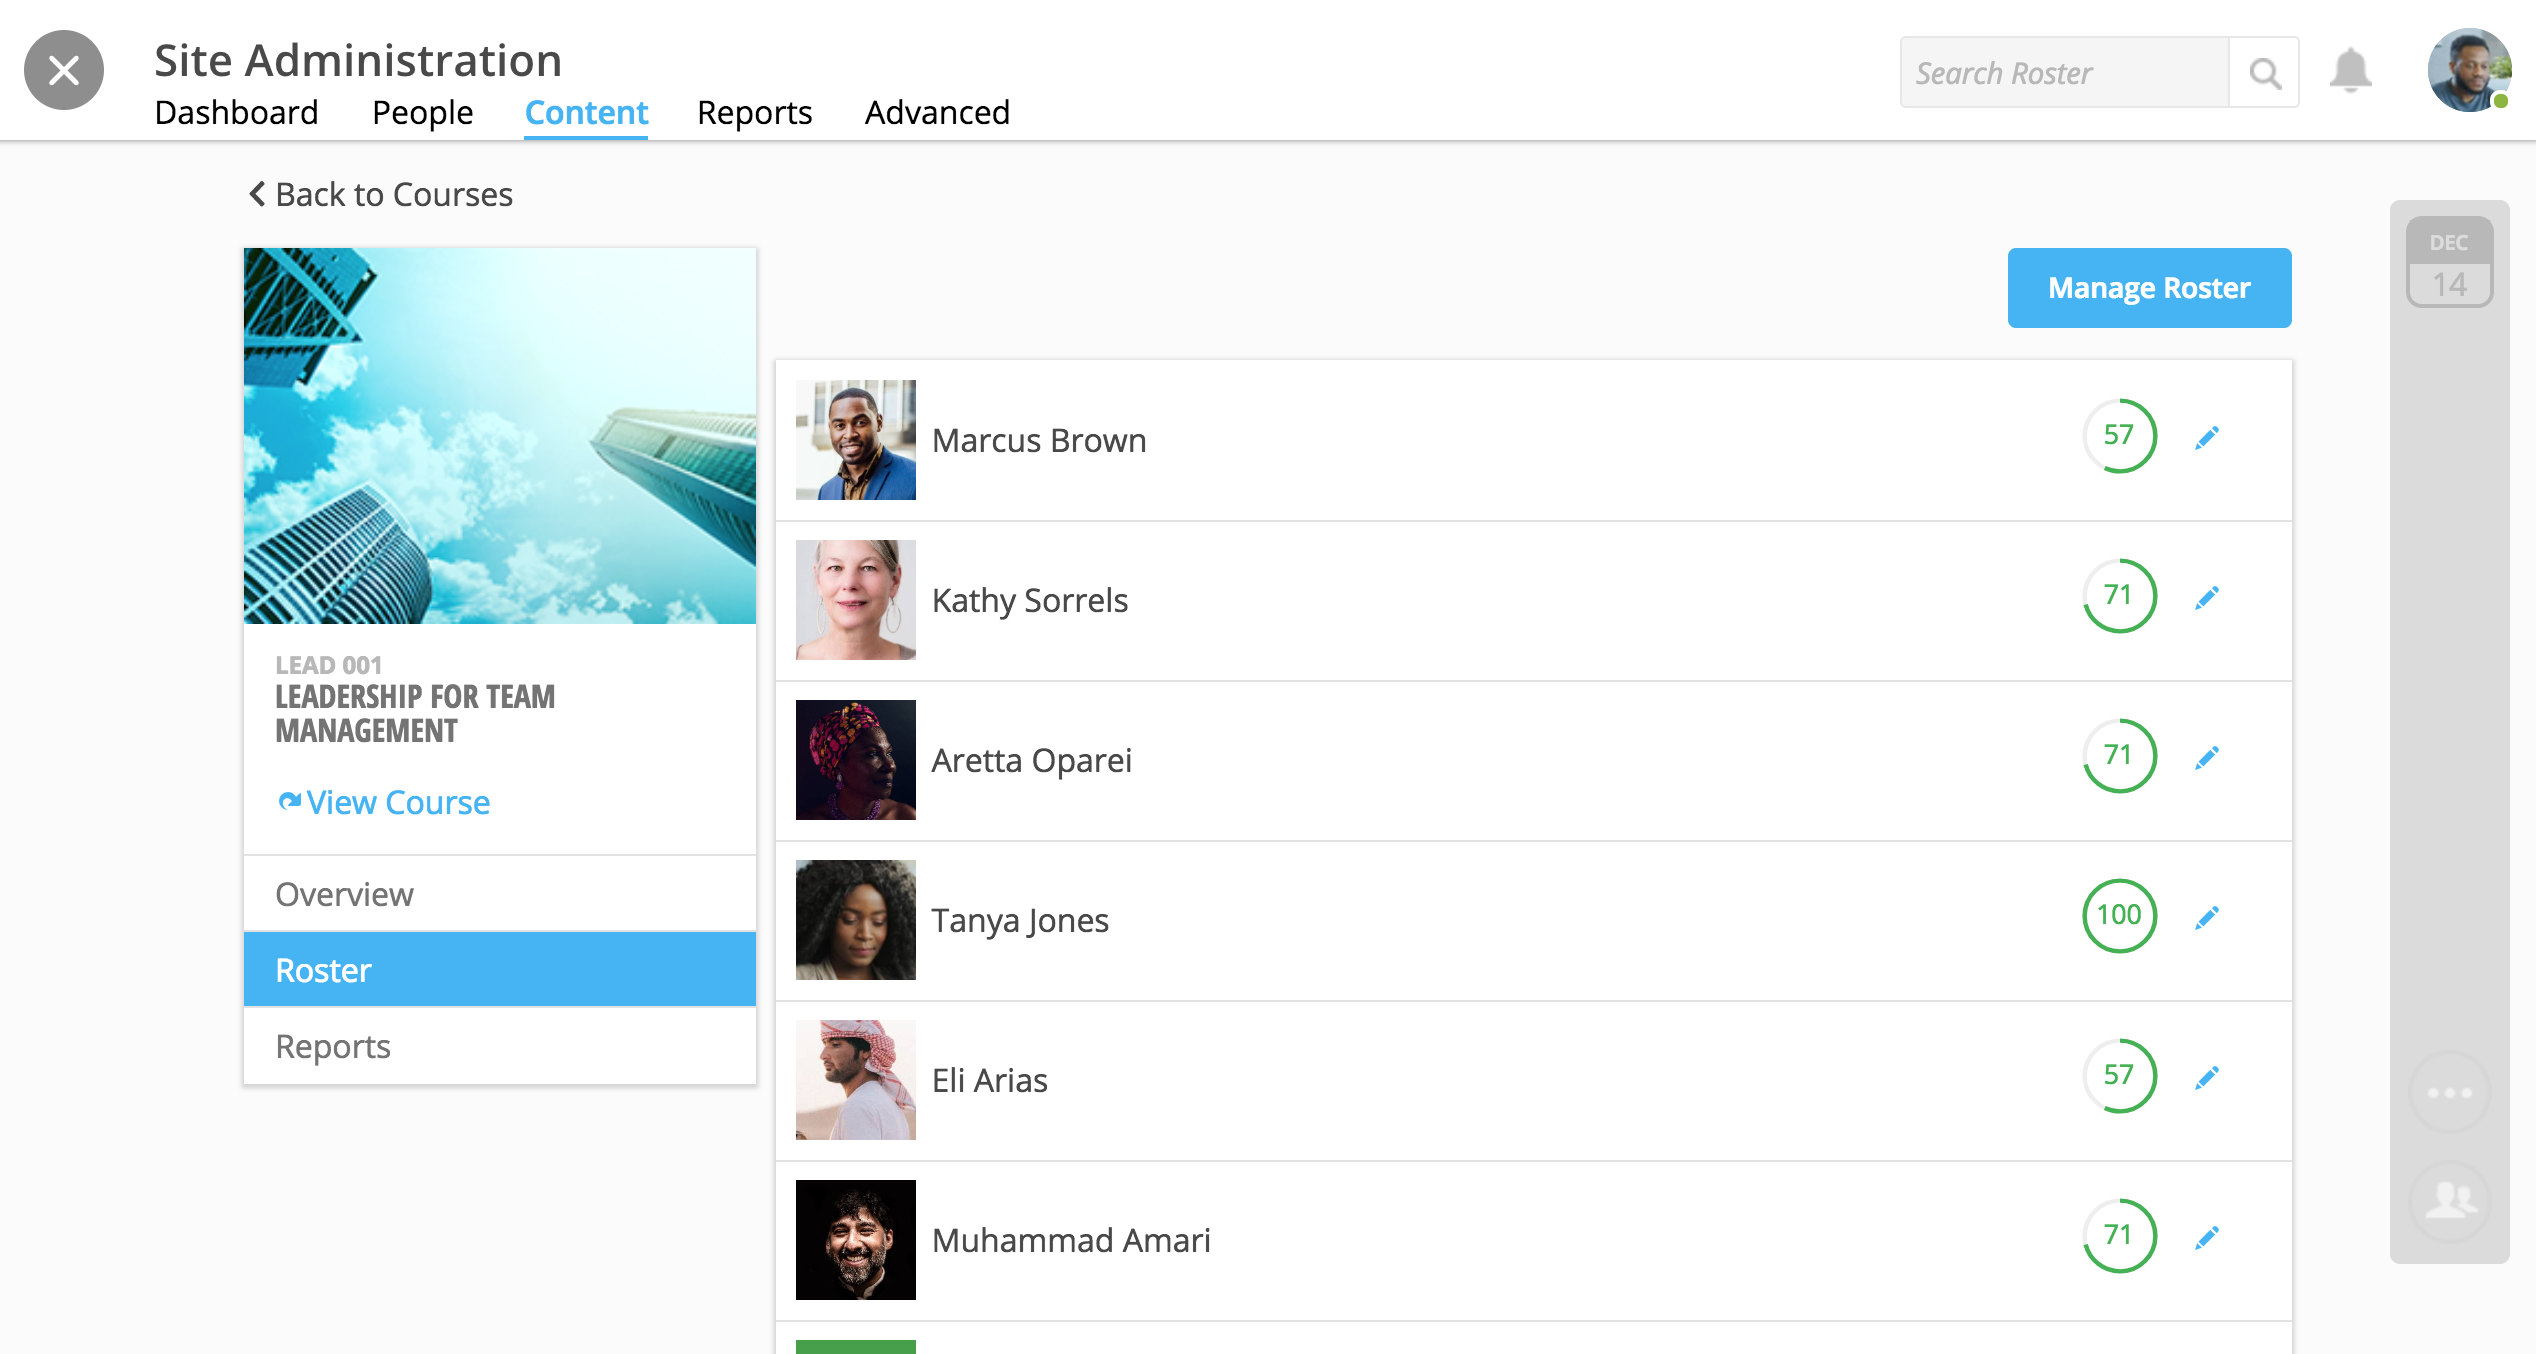 Site Administration
Dashboard People Content Reports Advanced
Search Roster
Back to Courses
DEC
14
Manage Roster
LEAD 001
LEADERSHIP FOR TEAM
MANAGEMENT
View Course
Overview
Roster
Reports
Marcus Brown 57
Kathy Sorrels 71
Aretta Oparei 71
Tanya Jones 100
Eli Arias 57
Muhammad Amari 71